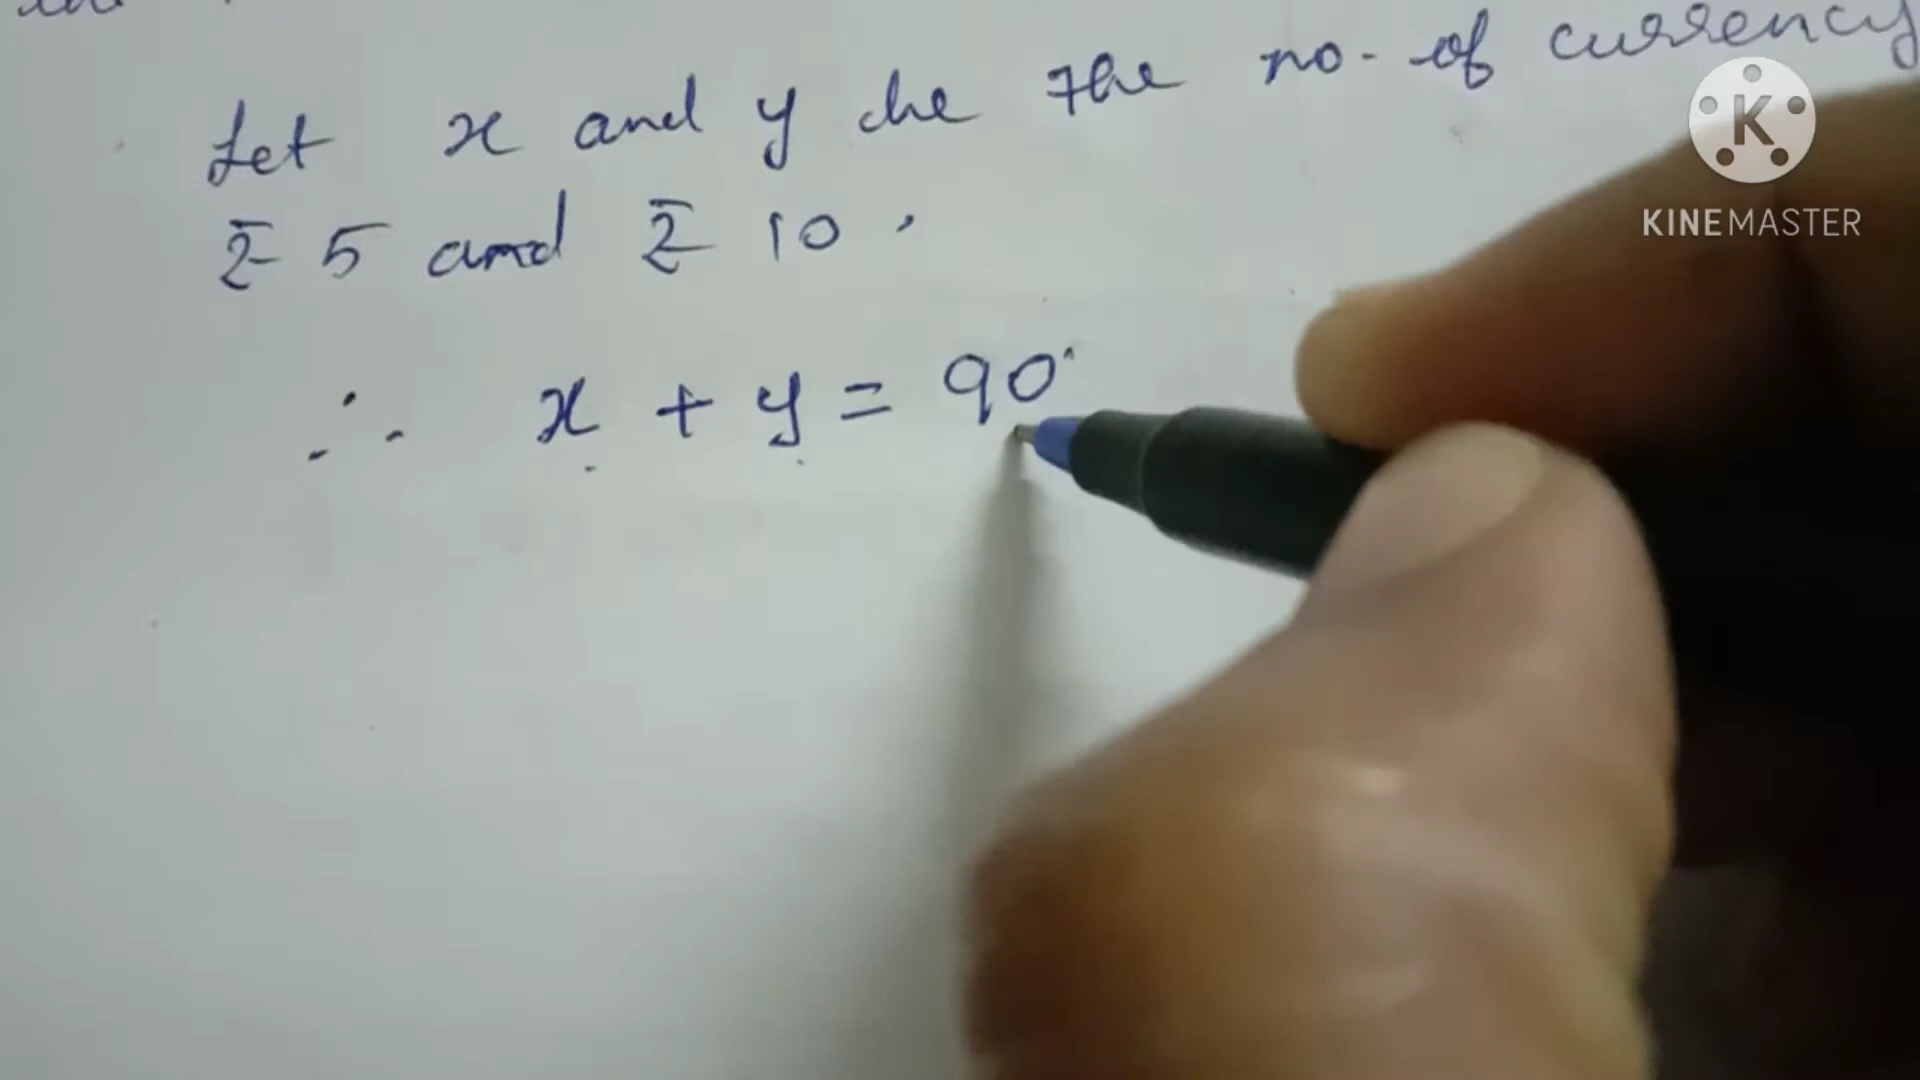 Let x and y be the no. of currency
₹ 5 and ₹ 10.
∴ x + y = 90
K
KINEMASTER